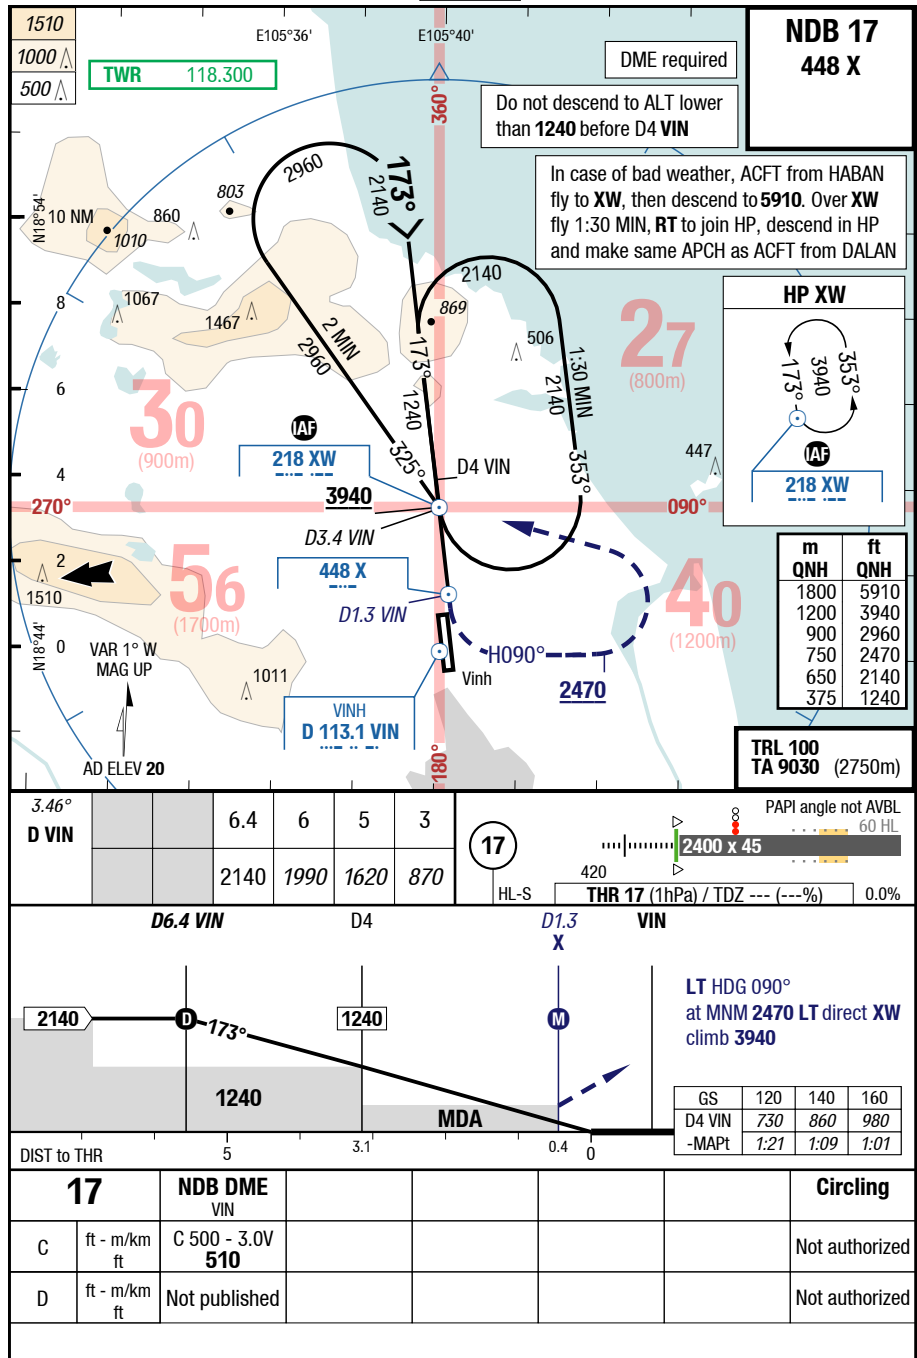 1510
1000
500
TWR 118.300
E105°36'
E105°40'
DME required
NDB 17
448 X
Do not descend to ALT lower
than 1240 before D4 VIN
In case of bad weather, ACFT from HABAN
fly to XW, then descend to 5910. Over XW
fly 1:30 MIN, RT to join HP, descend in HP
and make same APCH as ACFT from DALAN
360°
2960
173°
2140
803
N18°54'
10 NM
860
1010
2140
HP XW
8
1067
1467
869
506
27
(800m)
2 MIN
2960
173°
1240
1:30 MIN
2140
173°
3940
353°
6
30
(900m)
IAF
218 XW
325°
D4 VIN
353°
447
IAF
218 XW
4
270°
3940
090°
D3.4 VIN
m ft
QNH QNH
1800 5910
1200 3940
900 2960
750 2470
650 2140
375 1240
2
1510
56
(1700m)
448 X
D1.3 VIN
40
(1200m)
N18°44'
0
VAR 1° W
MAG UP
1011
H090°
Vinh
2470
VINH
D 113.1 VIN
180°
AD ELEV 20
TRL 100
TA 9030 (2750m)
3.46°
D VIN
6.4 6 5 3
2140 1990 1620 870
17
HL-S
PAPI angle not AVBL
60 HL
2400 x 45
420
THR 17 (1hPa) / TDZ --- (---%) 0.0%
D6.4 VIN D4 D1.3 VIN
X
2140
D
173°
1240
M
LT HDG 090°
at MNM 2470 LT direct XW
climb 3940
1240
MDA
GS 120 140 160
D4 VIN 730 860 980
-MAPt 1:21 1:09 1:01
DIST to THR 5 3.1 0.4 0
17 NDB DME Circling
VIN
C ft - m/km C 500 - 3.0V Not authorized
ft 510
D ft - m/km Not published Not authorized
ft